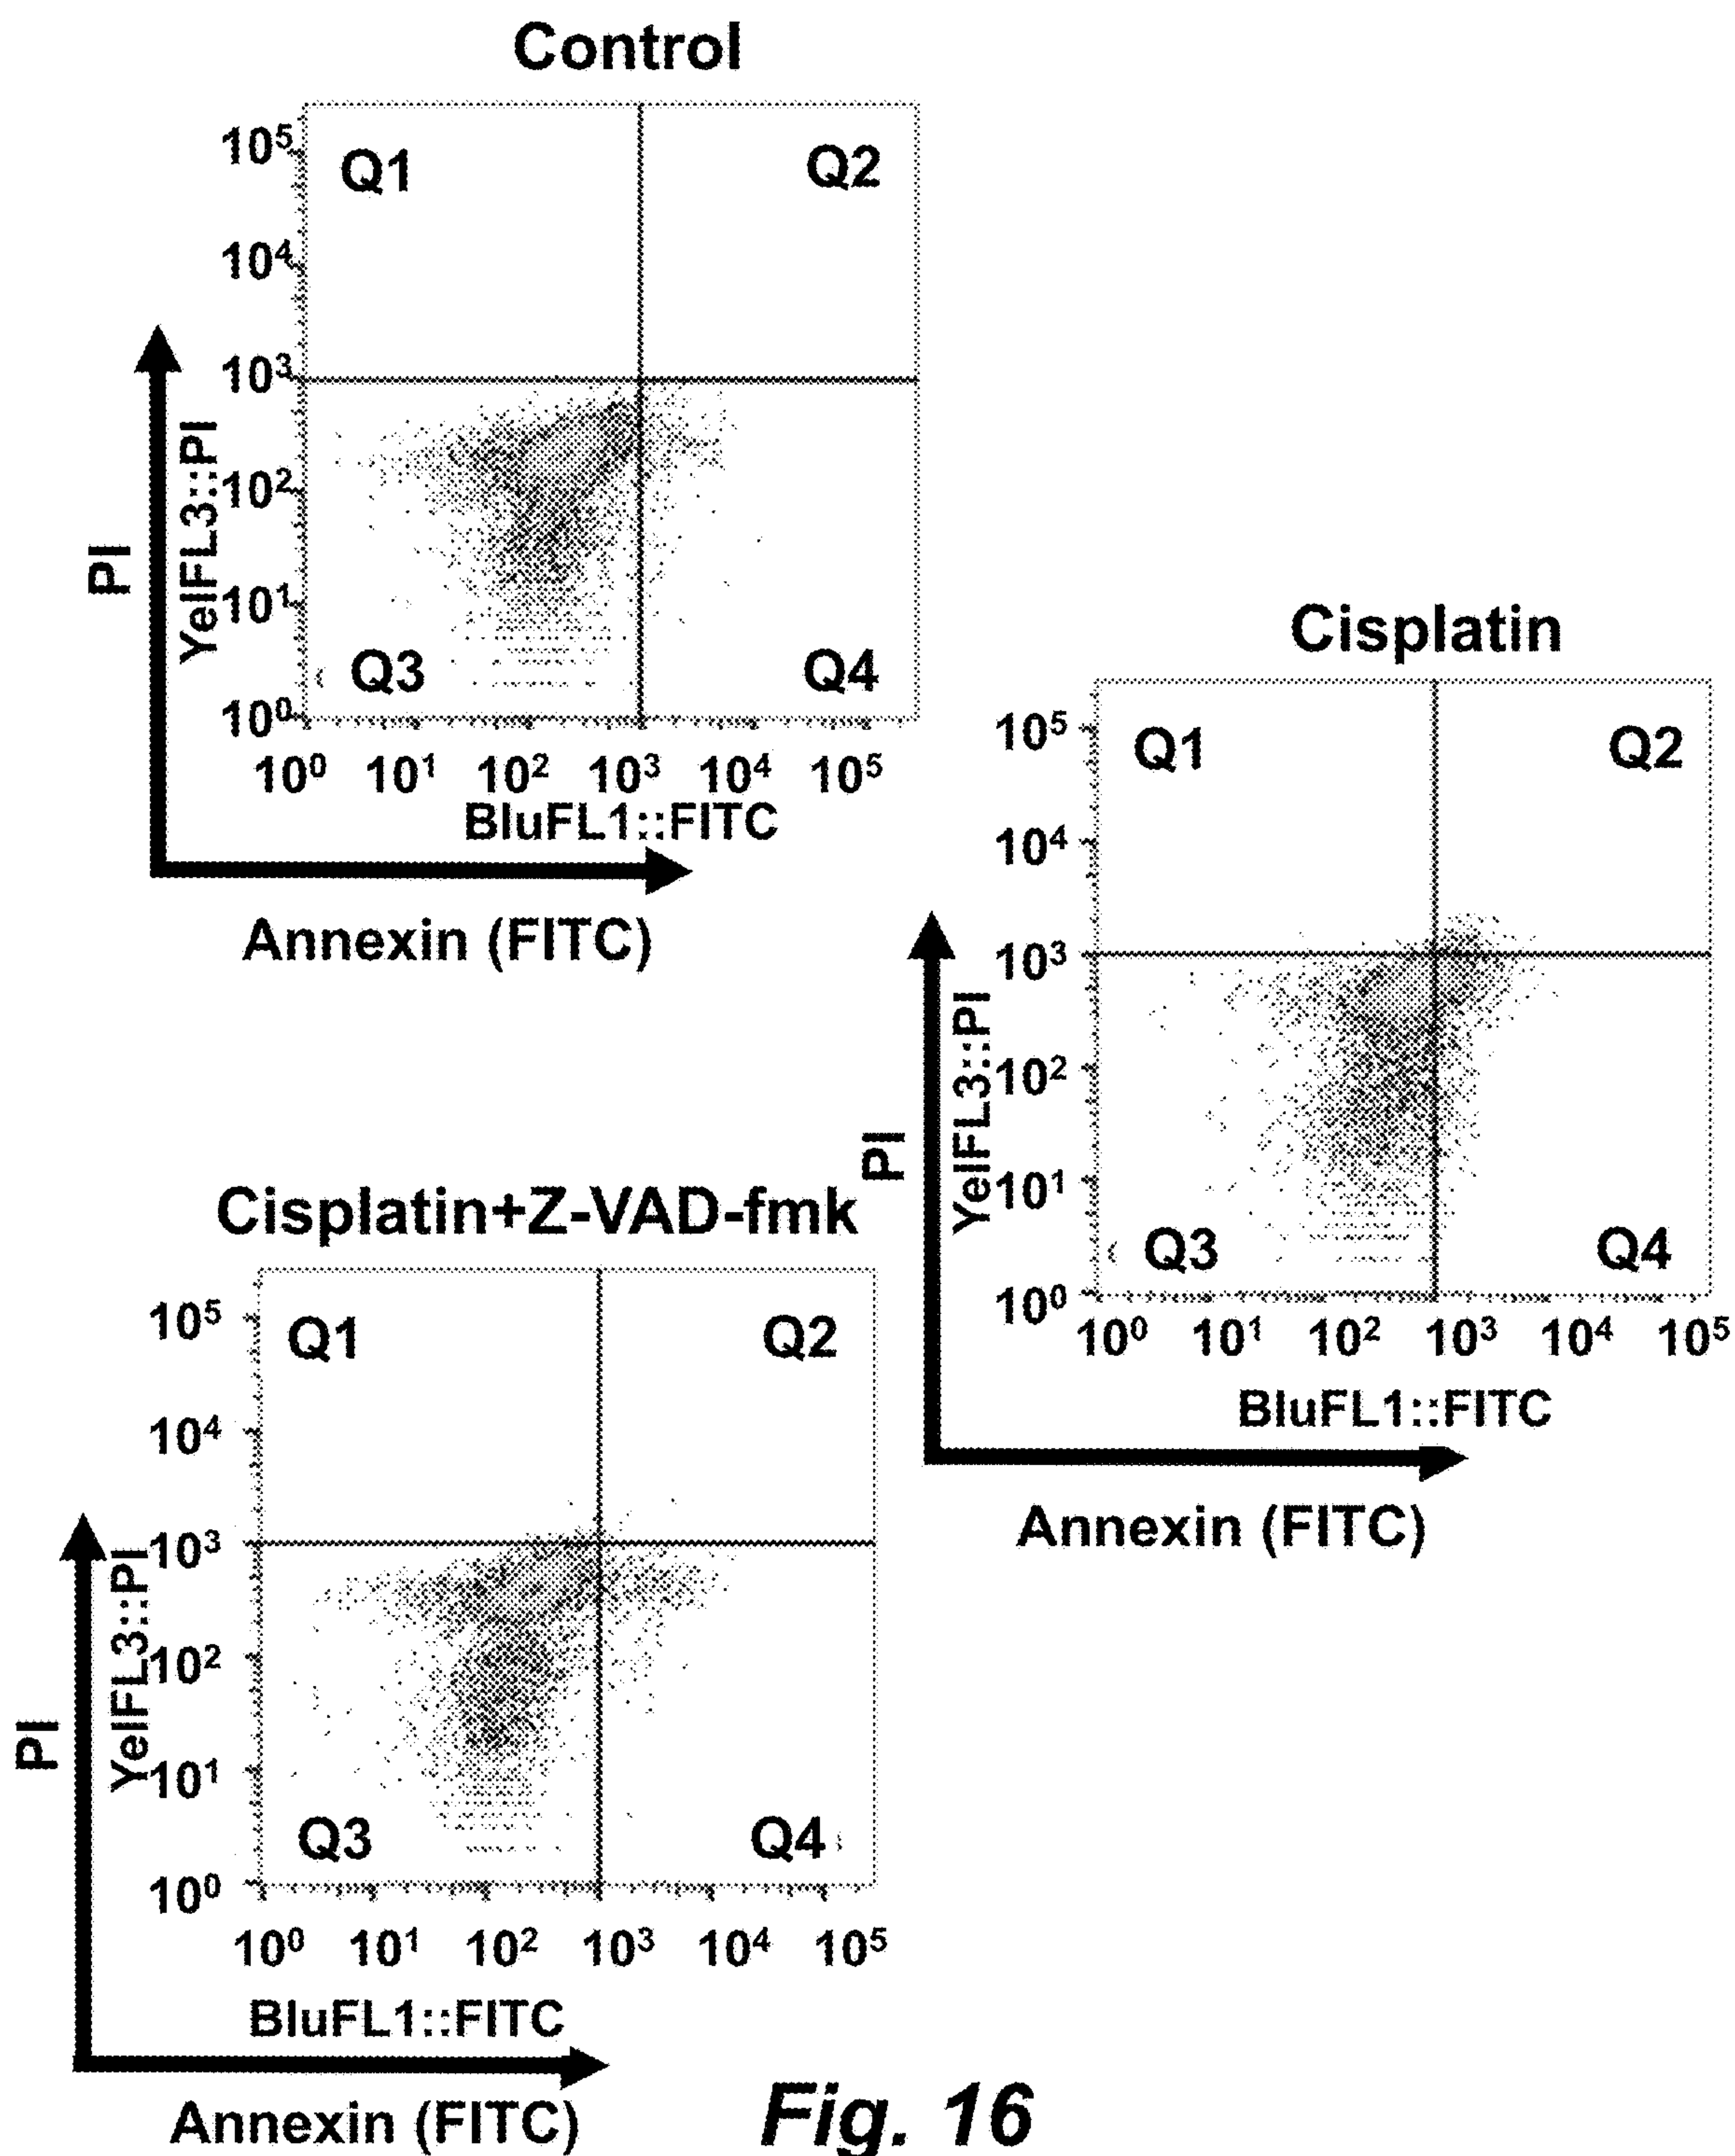 Control
10⁵
Q1
Q2
10⁴
10³
10²
10¹
Q3
Q4
10⁰
10⁰ 10¹ 10² 10³ 10⁴ 10⁵
PI
YelFL3::PI
BluFL1::FITC
Annexin (FITC)
Cisplatin
10⁵
Q1
Q2
10⁴
10³
10²
10¹
Q3
Q4
10⁰
10⁰ 10¹ 10² 10³ 10⁴ 10⁵
PI
YelFL3::PI
BluFL1::FITC
Annexin (FITC)
Cisplatin+Z-VAD-fmk
10⁵
Q1
Q2
10⁴
10³
10²
10¹
Q3
Q4
10⁰
10⁰ 10¹ 10² 10³ 10⁴ 10⁵
PI
YelFL3::PI
BluFL1::FITC
Annexin (FITC)
Fig. 16